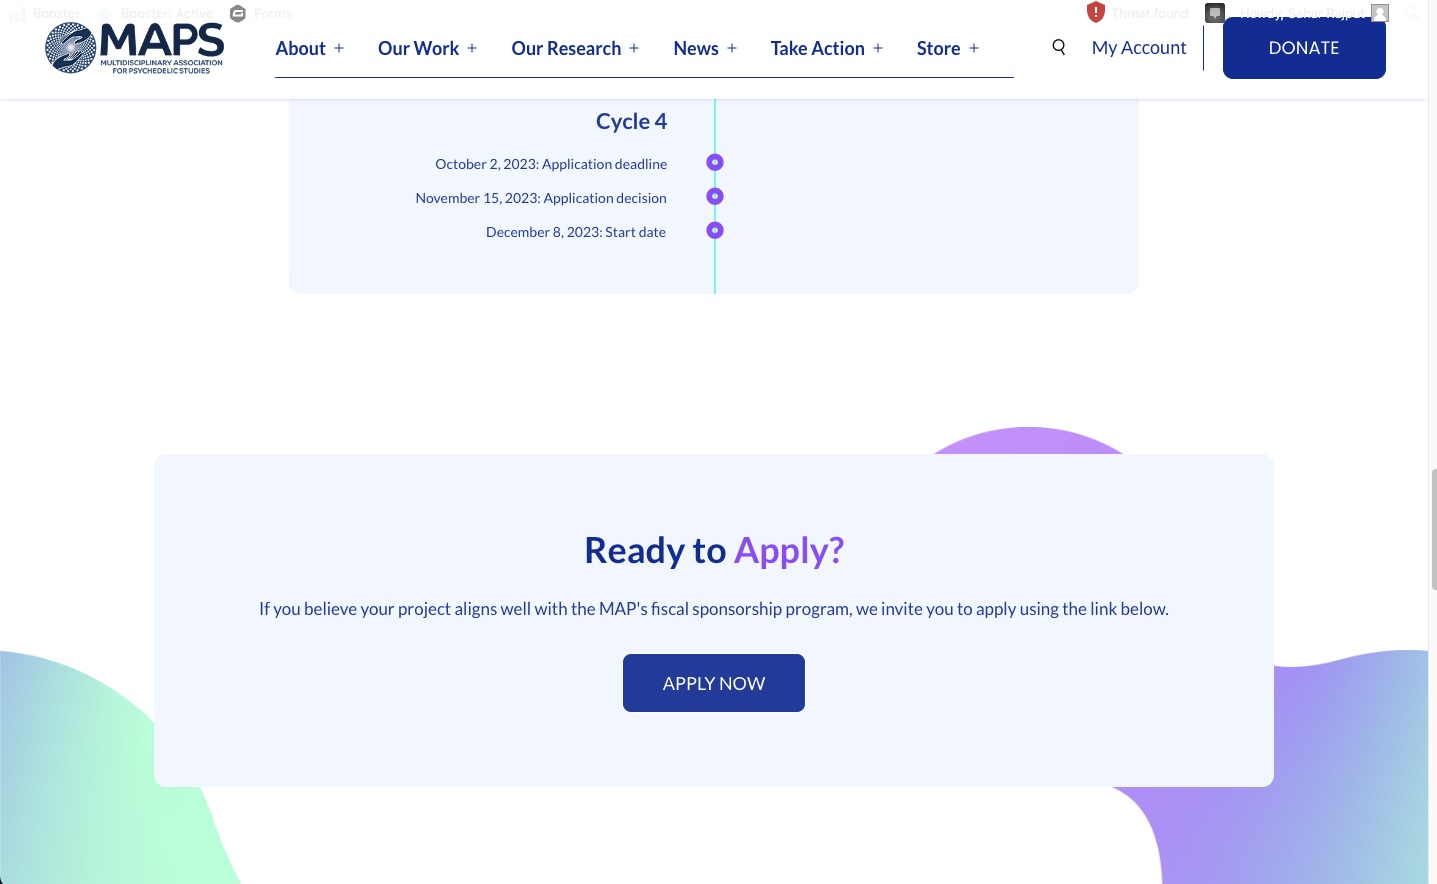 Booster
Booster: Active
Forms
Threat found
Howdy, Sahar Rajput
MAPS
MULTIDISCIPLINARY ASSOCIATION
FOR PSYCHEDELIC STUDIES
About +
Our Work +
Our Research +
News +
Take Action +
Store +
My Account
DONATE
Cycle 4
October 2, 2023: Application deadline
November 15, 2023: Application decision
December 8, 2023: Start date
Ready to Apply?
If you believe your project aligns well with the MAP's fiscal sponsorship program, we invite you to apply using the link below.
APPLY NOW